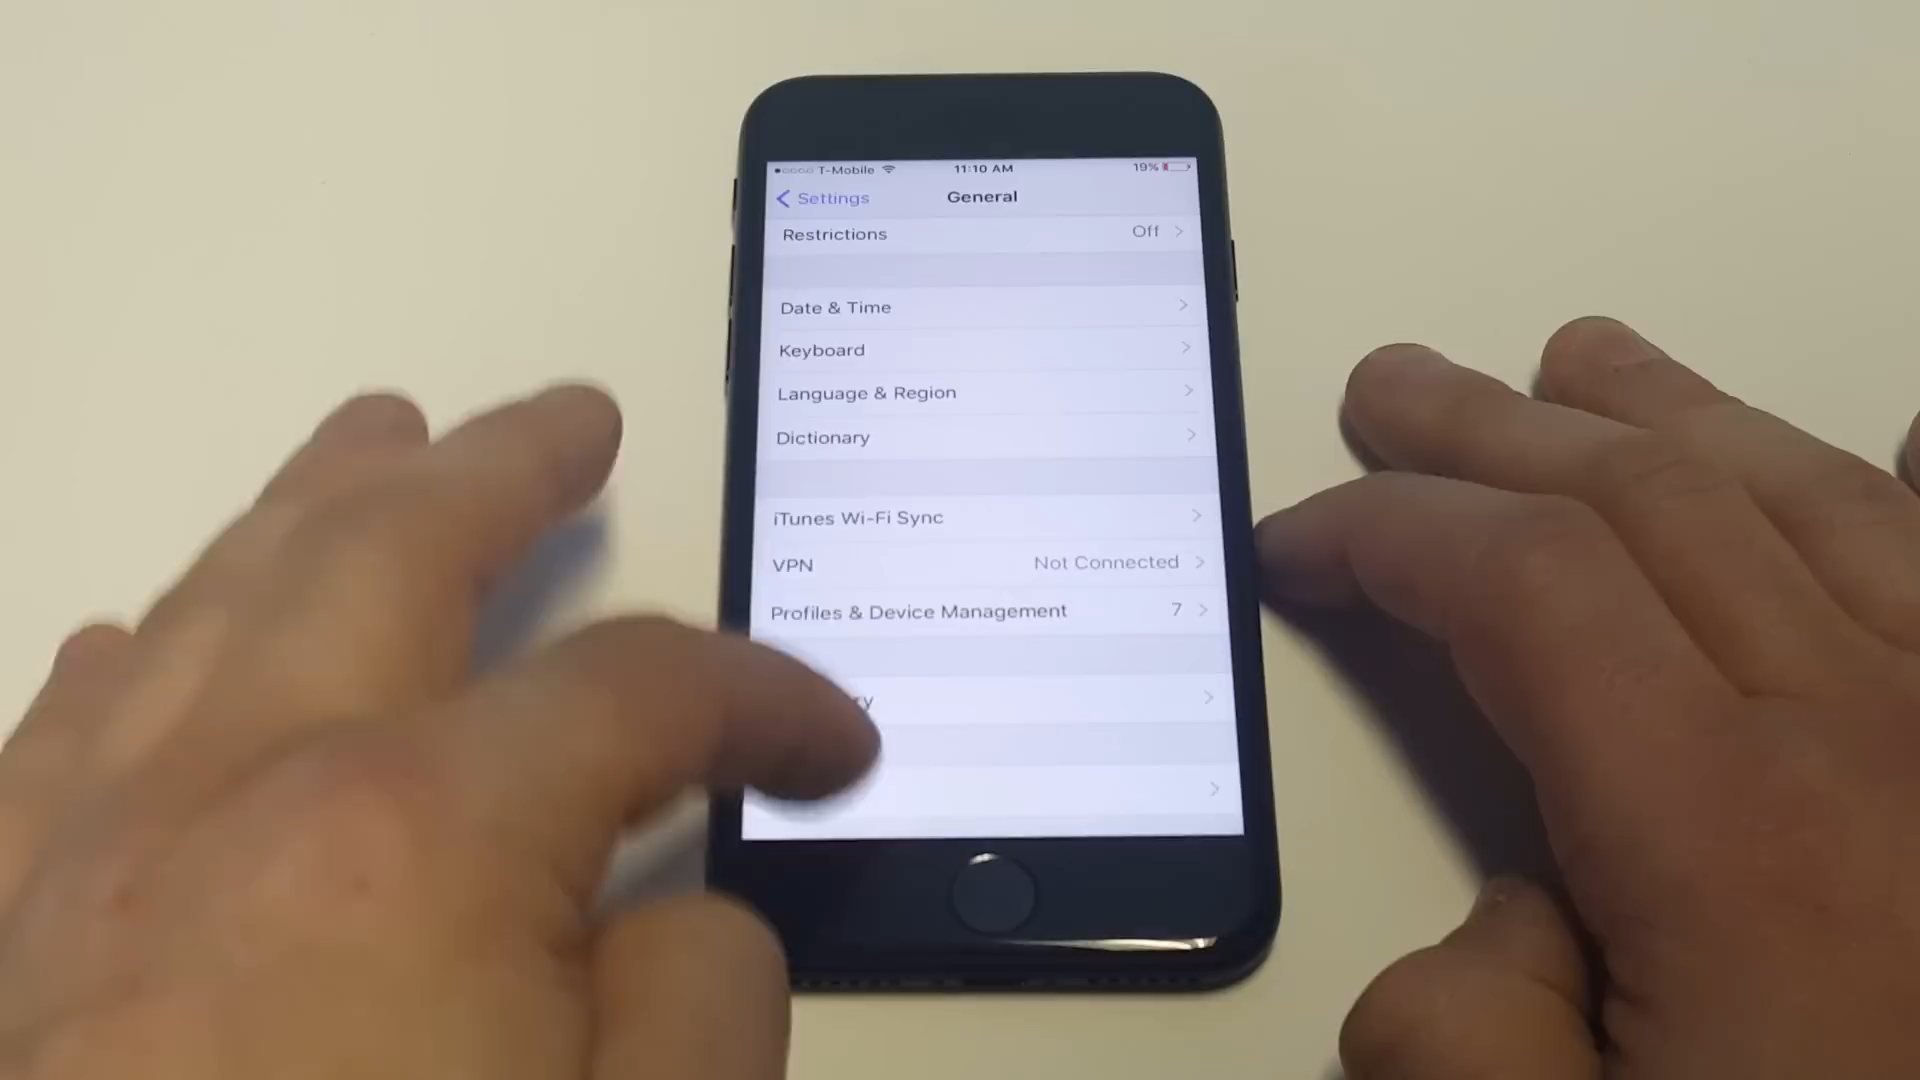 T-Mobile 11:10 AM 19%
Settings General
Restrictions Off
Date & Time
Keyboard
Language & Region
Dictionary
iTunes Wi-Fi Sync
VPN Not Connected
Profiles & Device Management 7